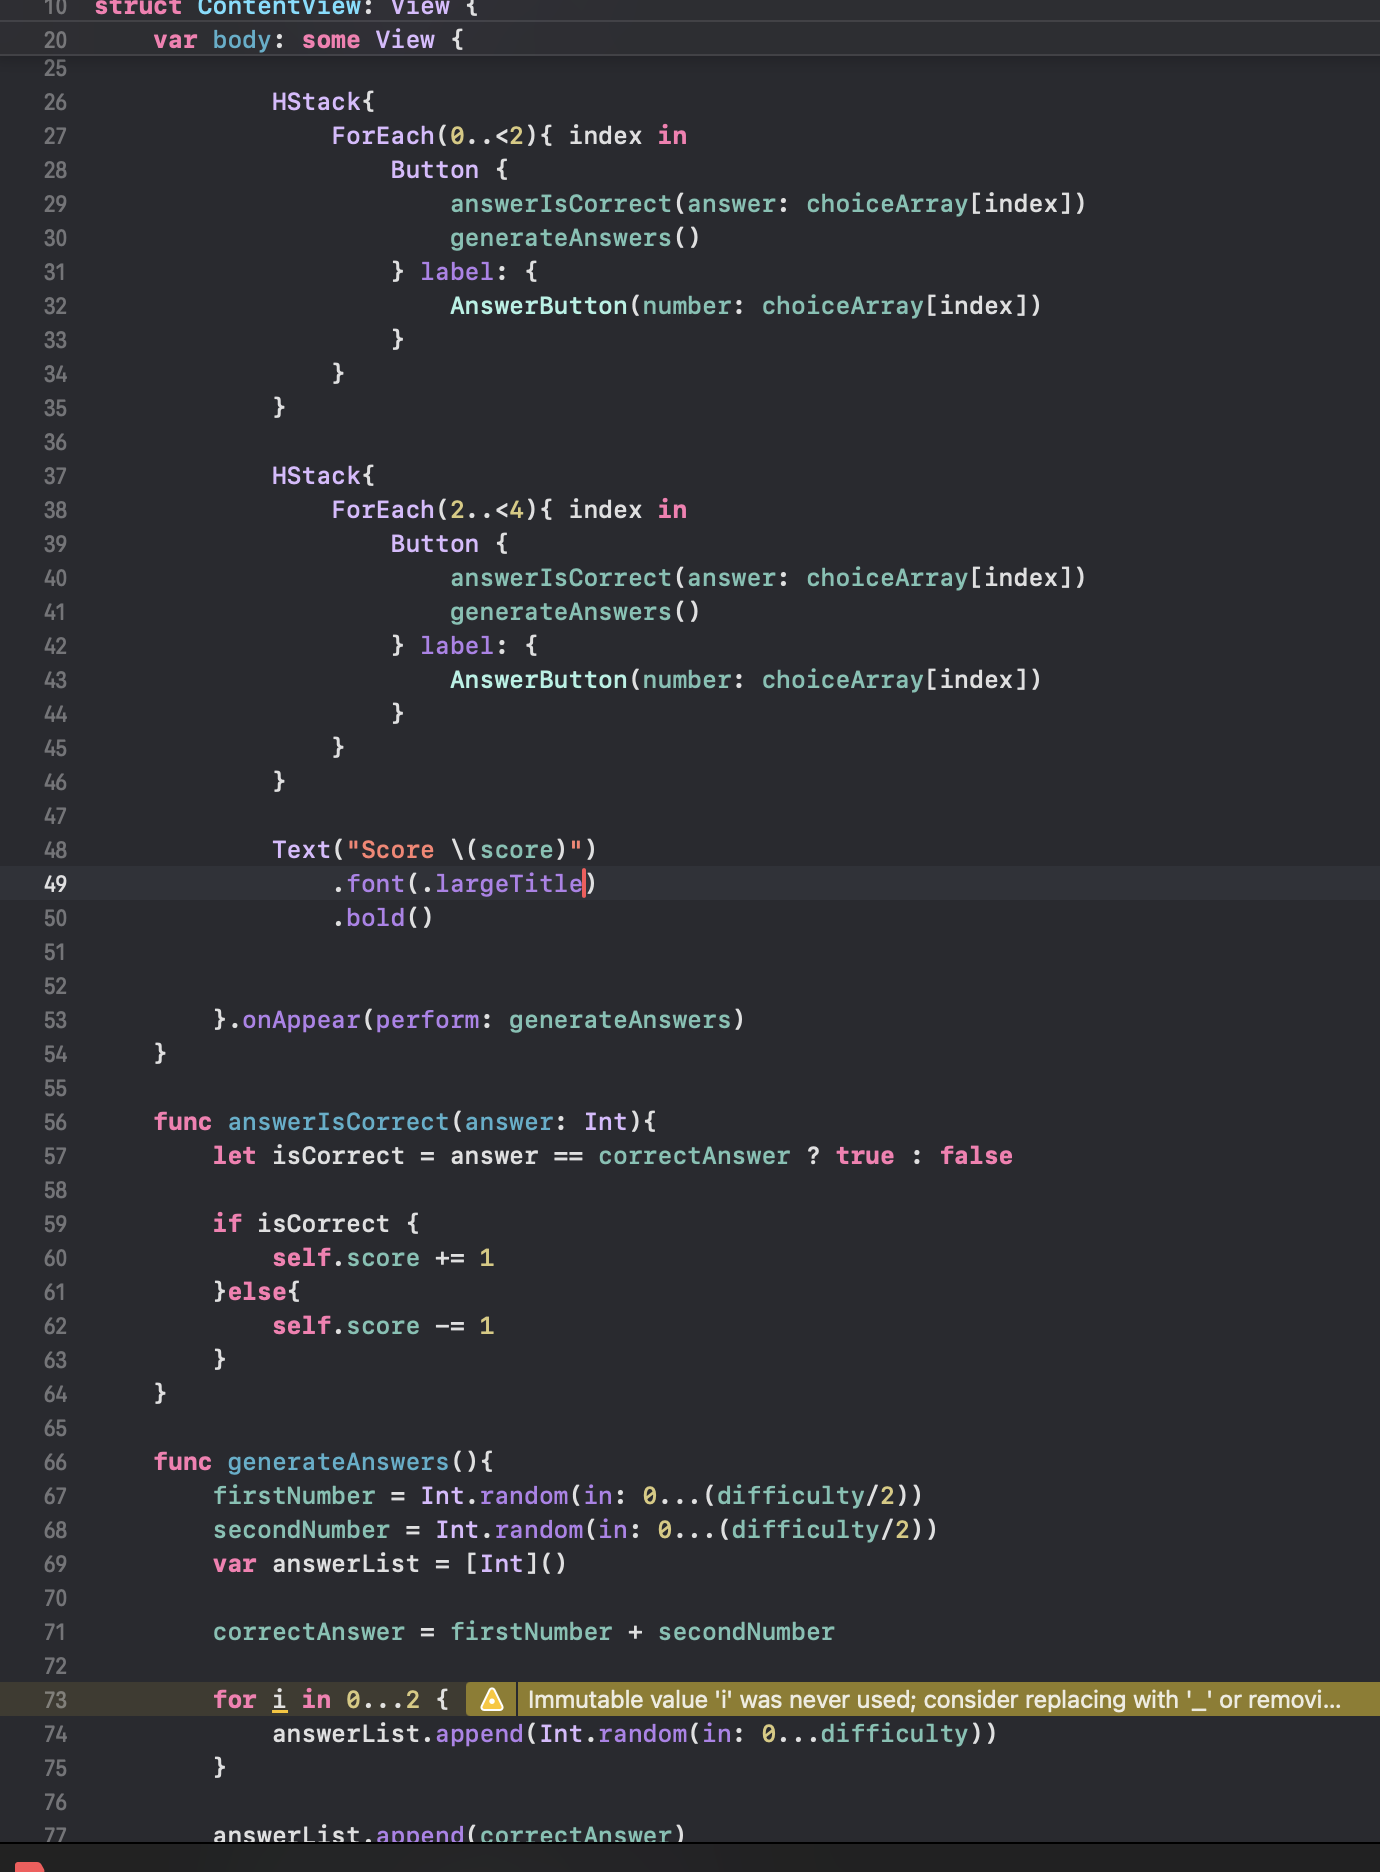 10 struct ContentView: View {
20 var body: some View {
25
26 HStack{
27 ForEach(0..<2){ index in
28 Button {
29 answerIsCorrect(answer: choiceArray[index])
30 generateAnswers()
31 } label: {
32 AnswerButton(number: choiceArray[index])
33 }
34 }
35 }
36
37 HStack{
38 ForEach(2..<4){ index in
39 Button {
40 answerIsCorrect(answer: choiceArray[index])
41 generateAnswers()
42 } label: {
43 AnswerButton(number: choiceArray[index])
44 }
45 }
46 }
47
48 Text("Score \(score)")
49 .font(.largeTitle)
50 .bold()
51
52
53 }.onAppear(perform: generateAnswers)
54 }
55
56 func answerIsCorrect(answer: Int){
57 let isCorrect = answer == correctAnswer ? true : false
58
59 if isCorrect {
60 self.score += 1
61 }else{
62 self.score -= 1
63 }
64 }
65
66 func generateAnswers(){
67 firstNumber = Int.random(in: 0...(difficulty/2))
68 secondNumber = Int.random(in: 0...(difficulty/2))
69 var answerList = [Int]()
70
71 correctAnswer = firstNumber + secondNumber
72
73 for i in 0...2 { Immutable value 'i' was never used; consider replacing with '_' or removi...
74 answerList.append(Int.random(in: 0...difficulty))
75 }
76
77 answerList.append(correctAnswer)